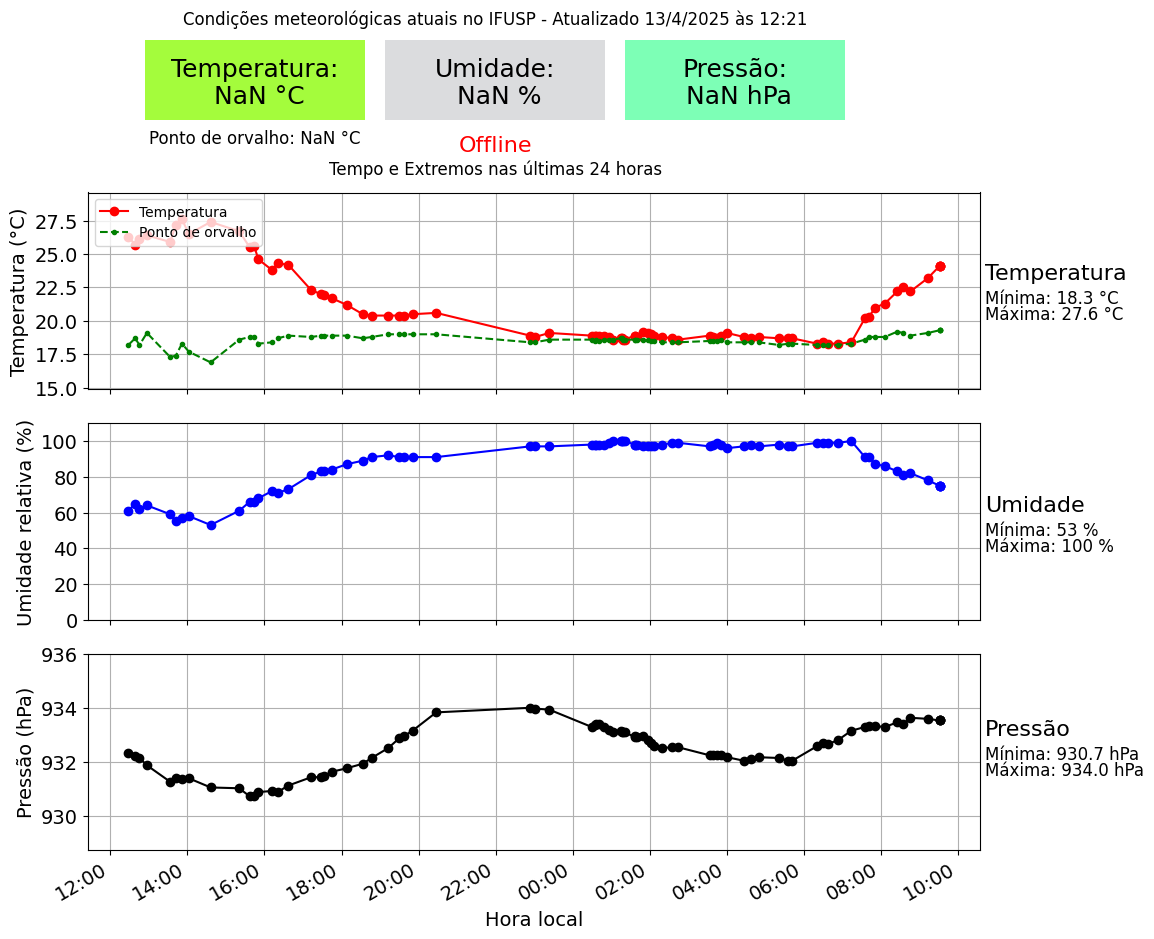 Condições meteorológicas atuais no IFUSP - Atualizado 13/4/2025 às 12:21
Temperatura:
NaN °C
Umidade:
NaN %
Pressão:
NaN hPa
Ponto de orvalho: NaN °C
Offline
Tempo e Extremos nas últimas 24 horas
Temperatura (°C)
27.5
25.0
22.5
20.0
17.5
15.0
Temperatura
Ponto de orvalho
Temperatura
Mínima: 18.3 °C
Máxima: 27.6 °C
Umidade relativa (%)
100
80
60
40
20
0
Umidade
Mínima: 53 %
Máxima: 100 %
Pressão (hPa)
936
934
932
930
Pressão
Mínima: 930.7 hPa
Máxima: 934.0 hPa
12:00
14:00
16:00
18:00
20:00
22:00
00:00
02:00
04:00
06:00
08:00
10:00
Hora local